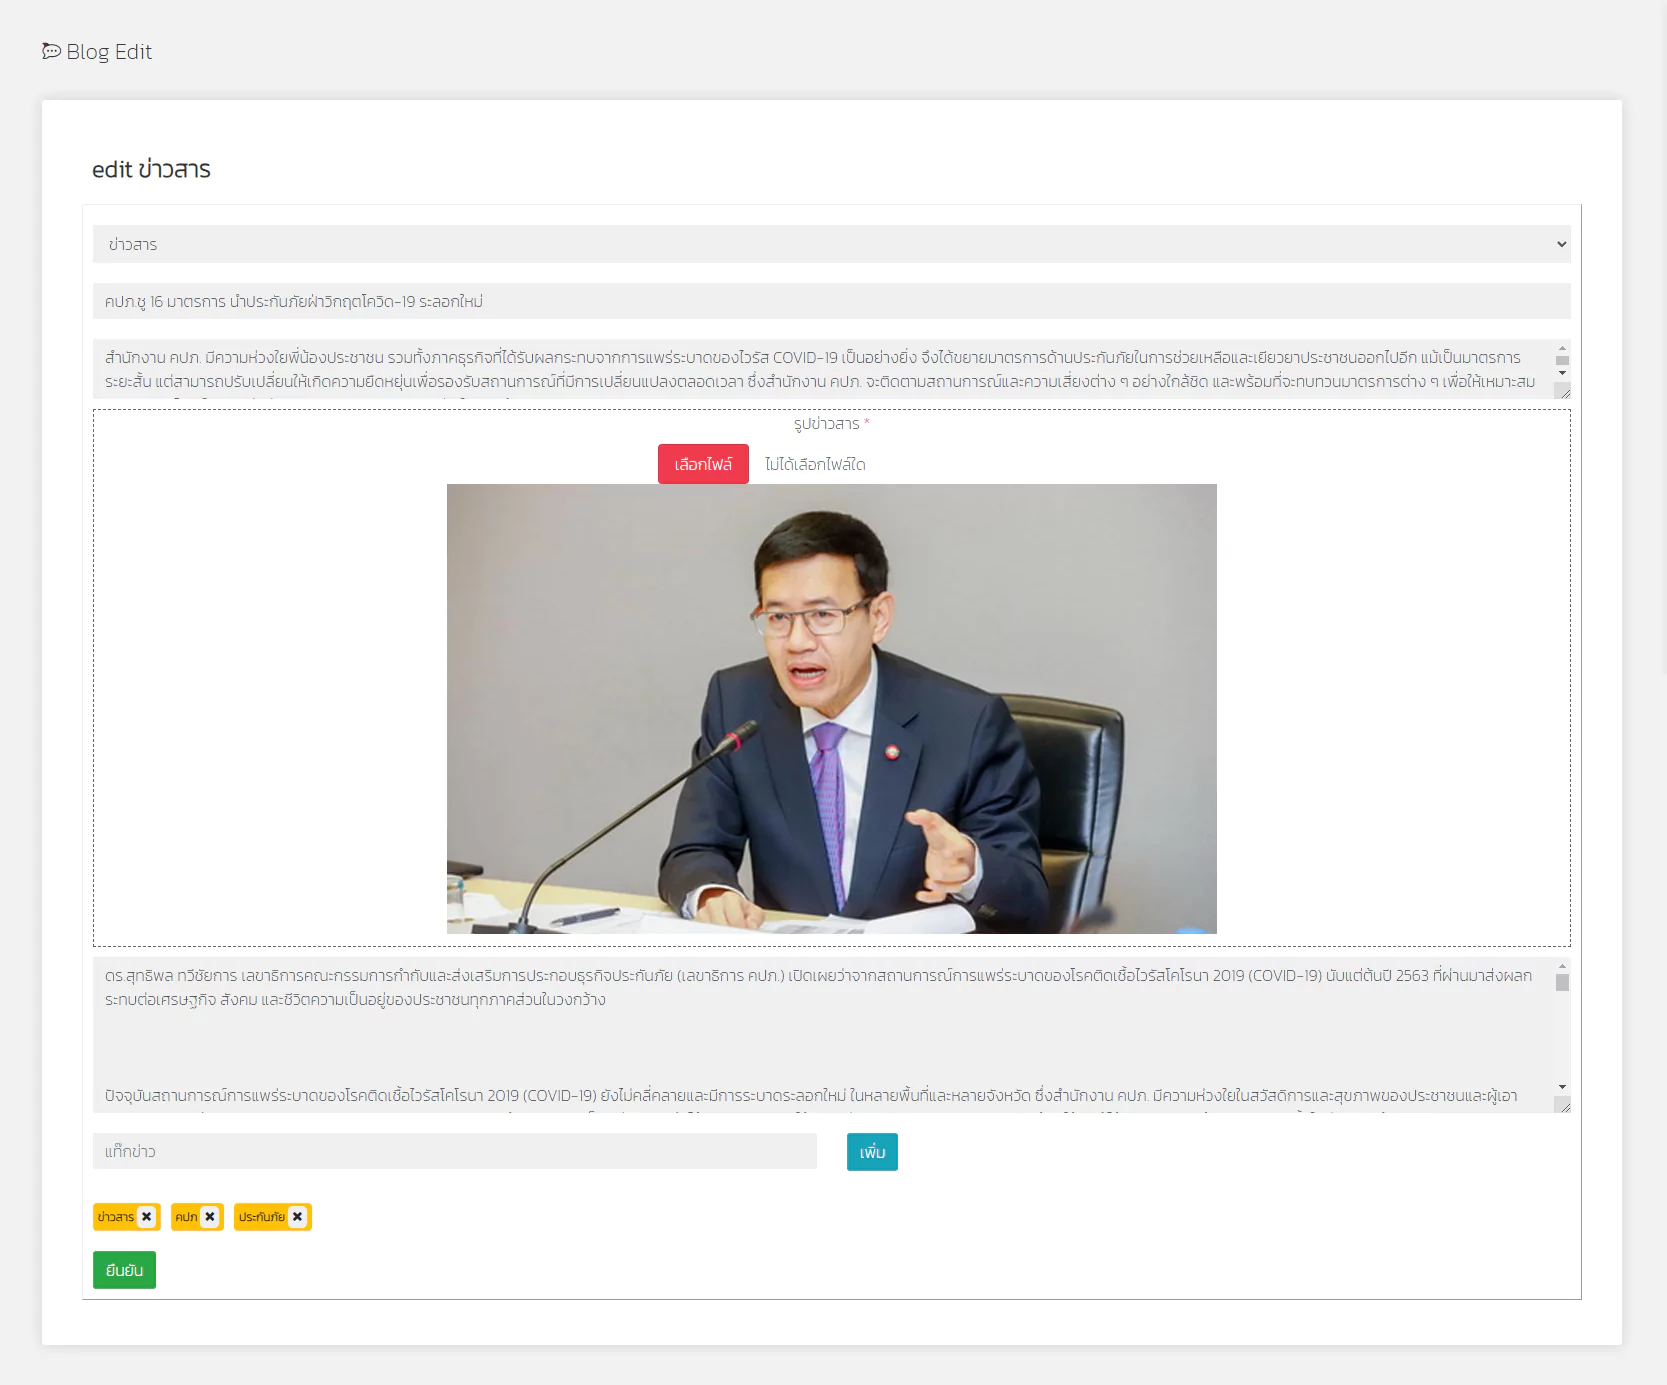 Blog Edit
edit ข่าวสาร
ข่าวสาร
คปภ.ชู 16 มาตรการ นำประกันภัยฝ่าวิกฤตโควิด-19 ระลอกใหม่
สำนักงาน คปภ. มีความห่วงใยพี่น้องประชาชน รวมทั้งภาคธุรกิจที่ได้รับผลกระทบจากการแพร่ระบาดของไวรัส COVID-19 เป็นอย่างยิ่ง จึงได้ขยายมาตรการด้านประกันภัยในการช่วยเหลือและเยียวยาประชาชนออกไปอีก แม้เป็นมาตรการ
ระยะสั้น แต่สามารถปรับเปลี่ยนให้เกิดความยืดหยุ่นเพื่อรองรับสถานการณ์ที่มีการเปลี่ยนแปลงตลอดเวลา ซึ่งสำนักงาน คปภ. จะติดตามสถานการณ์และความเสี่ยงต่าง ๆ อย่างใกล้ชิด และพร้อมที่จะทบทวนมาตรการต่าง ๆ เพื่อให้เหมาะสม
รูปข่าวสาร *
เลือกไฟล์ ไม่ได้เลือกไฟล์ใด
ดร.สุทธิพล ทวีชัยการ เลขาธิการคณะกรรมการกำกับและส่งเสริมการประกอบธุรกิจประกันภัย (เลขาธิการ คปภ.) เปิดเผยว่าจากสถานการณ์การแพร่ระบาดของโรคติดเชื้อไวรัสโคโรนา 2019 (COVID-19) นับแต่ต้นปี 2563 ที่ผ่านมาส่งผลก
ระทบต่อเศรษฐกิจ สังคม และชีวิตความเป็นอยู่ของประชาชนทุกภาคส่วนในวงกว้าง
ปัจจุบันสถานการณ์การแพร่ระบาดของโรคติดเชื้อไวรัสโคโรนา 2019 (COVID-19) ยังไม่คลี่คลายและมีการระบาดระลอกใหม่ ในหลายพื้นที่และหลายจังหวัด ซึ่งสำนักงาน คปภ. มีความห่วงใยในสวัสดิการและสุขภาพของประชาชนและผู้เอา
แท๊กข่าว เพิ่ม
ข่าวสาร คปภ ประกันภัย
ยืนยัน